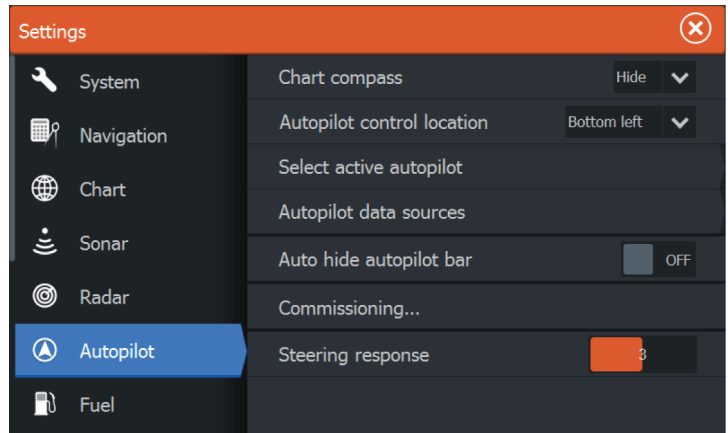 Settings
System
Navigation
Chart
Sonar
Radar
Autopilot
Fuel
Chart compass Hide
Autopilot control location Bottom left
Select active autopilot
Autopilot data sources
Auto hide autopilot bar OFF
Commissioning...
Steering response 3